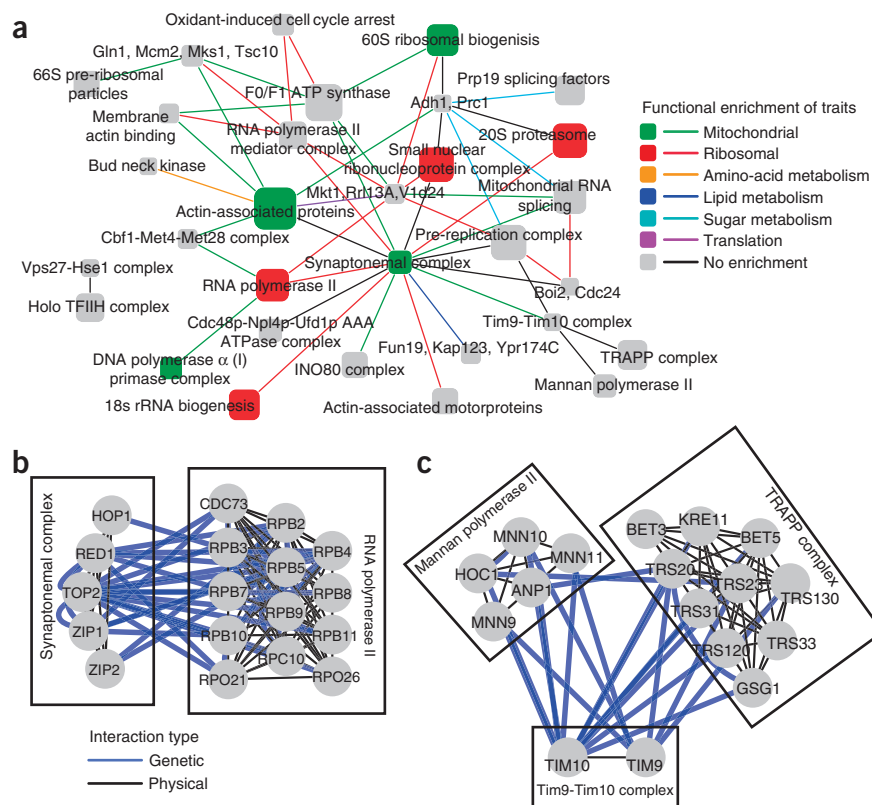 a
Oxidant-induced cell cycle arrest
60S ribosomal biogenisis
Gln1, Mcm2, Mks1, Tsc10
66S pre-ribosomal
particles
F0/F1 ATP synthase
Prp19 splicing factors
Adh1, Prc1
Membrane
actin binding
RNA polymerase II
mediator complex
20S proteasome
Small nuclear
ribonucleoprotein complex
Bud neck kinase
Mkt1,Rrl13A,V1d24
Mitochondrial RNA
splicing
Actin-associated proteins
Cbf1-Met4-Met28 complex
Pre-replication complex
Vps27-Hse1 complex
Synaptonemal complex
RNA polymerase II
Holo TFIIH complex
Boi2, Cdc24
Cdc48p-Npl4p-Ufd1p AAA
ATPase complex
Tim9-Tim10 complex
DNA polymerase α (I)
primase complex
Fun19, Kap123, Ypr174C
TRAPP complex
INO80 complex
Mannan polymerase II
18s rRNA biogenesis
Actin-associated motorproteins
Functional enrichment of traits
Mitochondrial
Ribosomal
Amino-acid metabolism
Lipid metabolism
Sugar metabolism
Translation
No enrichment
b
Synaptonemal complex
HOP1
RED1
TOP2
ZIP1
ZIP2
RNA polymerase II
CDC73
RPB2
RPB3
RPB4
RPB5
RPB7
RPB8
RPB9
RPB10
RPB11
RPC10
RPO21
RPO26
Interaction type
Genetic
Physical
c
Mannan polymerase II
MNN10
MNN11
HOC1
ANP1
MNN9
TRAPP complex
BET3
KRE11
BET5
TRS20
TRS23
TRS130
TRS31
TRS120
TRS33
GSG1
TIM10
TIM9
Tim9-Tim10 complex